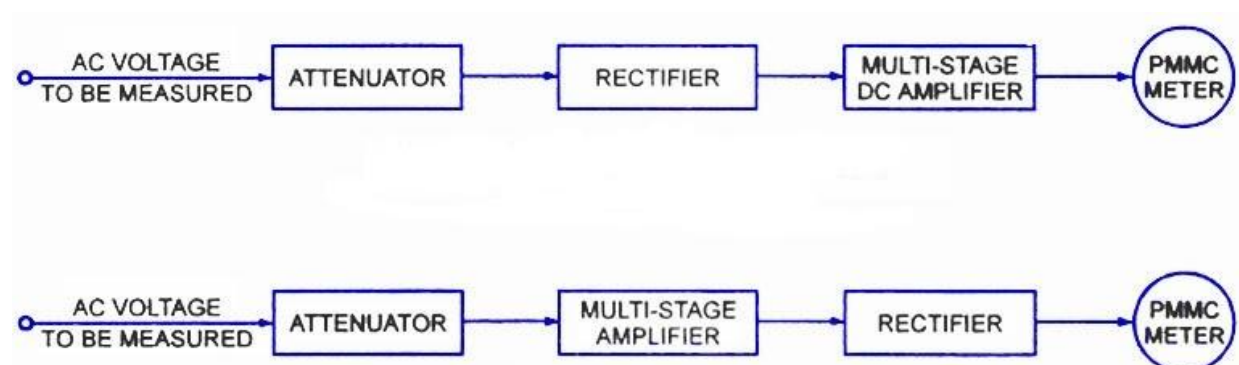 AC VOLTAGE
TO BE MEASURED
ATTENUATOR
RECTIFIER
MULTI-STAGE
DC AMPLIFIER
PMMC
METER
AC VOLTAGE
TO BE MEASURED
ATTENUATOR
MULTI-STAGE
AMPLIFIER
RECTIFIER
PMMC
METER